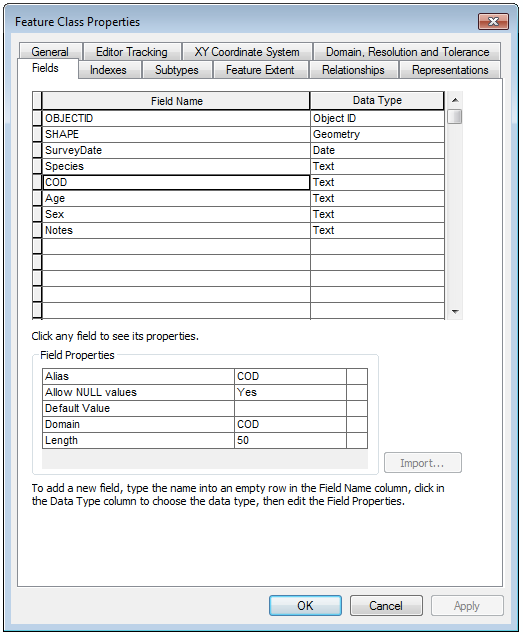 Feature Class Properties
General Editor Tracking XY Coordinate System Domain, Resolution and Tolerance
Fields Indexes Subtypes Feature Extent Relationships Representations
Field Name Data Type
OBJECTID Object ID
SHAPE Geometry
SurveyDate Date
Species Text
COD Text
Age Text
Sex Text
Notes Text
Click any field to see its properties.
Field Properties
Alias COD
Allow NULL values Yes
Default Value
Domain COD
Length 50
Import...
To add a new field, type the name into an empty row in the Field Name column, click in
the Data Type column to choose the data type, then edit the Field Properties.
OK Cancel Apply